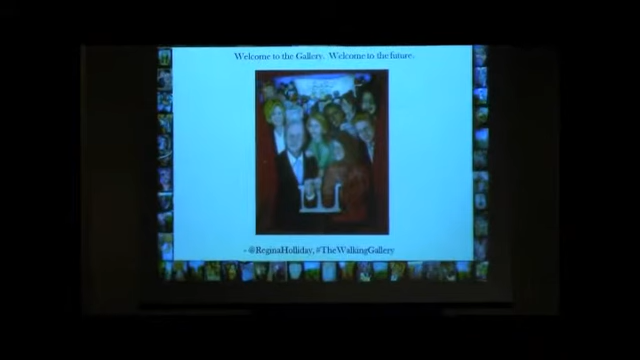 Welcome to the Gallery. Welcome to the future.
- @ReginaHolliday, #TheWalkingGallery